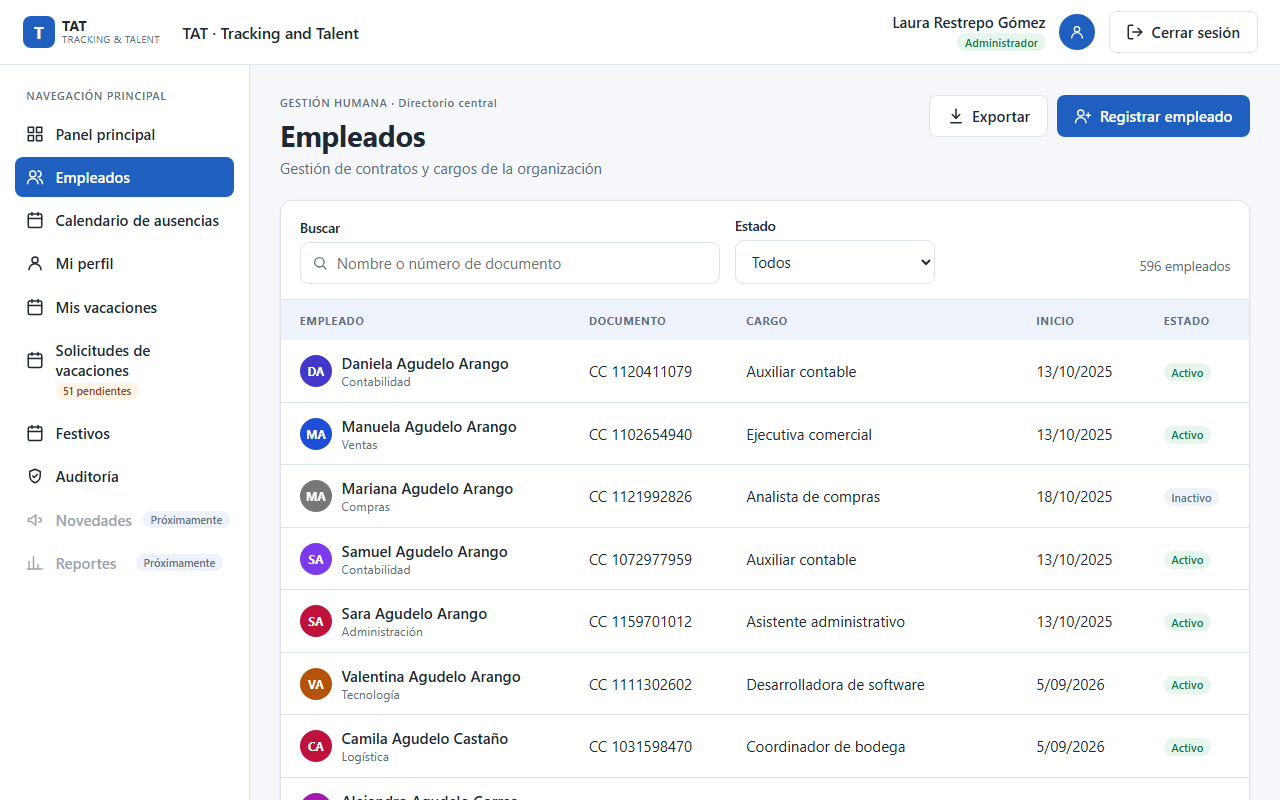 T
TAT
TRACKING & TALENT
TAT · Tracking and Talent
Laura Restrepo Gómez
Administrador
Cerrar sesión
NAVEGACIÓN PRINCIPAL
Panel principal
Empleados
Calendario de ausencias
Mi perfil
Mis vacaciones
Solicitudes de
vacaciones
51 pendientes
Festivos
Auditoría
Novedades Próximamente
Reportes Próximamente
GESTIÓN HUMANA · Directorio central
Empleados
Gestión de contratos y cargos de la organización
Exportar
Registrar empleado
Buscar
Nombre o número de documento
Estado
Todos
596 empleados
EMPLEADO DOCUMENTO CARGO INICIO ESTADO
DA Daniela Agudelo Arango CC 1120411079 Auxiliar contable 13/10/2025 Activo
Contabilidad
MA Manuela Agudelo Arango CC 1102654940 Ejecutiva comercial 13/10/2025 Activo
Ventas
MA Mariana Agudelo Arango CC 1121992826 Analista de compras 18/10/2025 Inactivo
Compras
SA Samuel Agudelo Arango CC 1072977959 Auxiliar contable 13/10/2025 Activo
Contabilidad
SA Sara Agudelo Arango CC 1159701012 Asistente administrativo 13/10/2025 Activo
Administración
VA Valentina Agudelo Arango CC 1111302602 Desarrolladora de software 5/09/2026 Activo
Tecnología
CA Camila Agudelo Castaño CC 1031598470 Coordinador de bodega 5/09/2026 Activo
Logística